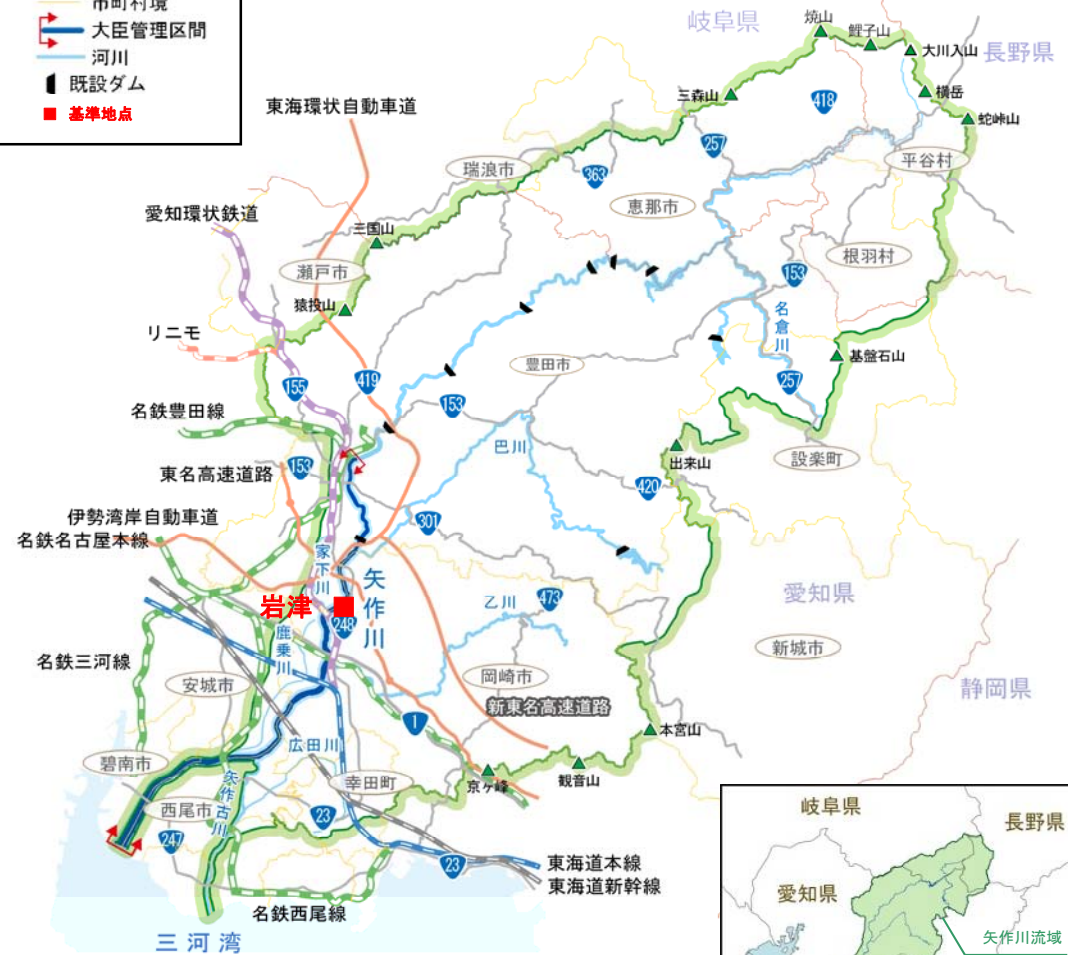 市町村境
大臣管理区間
河川
既設ダム
基準地点
岐阜県
焼山
鯉子山
大川入山
長野県
三森山
418
横岳
蛇峠山
東海環状自動車道
257
平谷村
瑞浪市
363
恵那市
愛知環状鉄道
三国山
瀬戸市
根羽村
153
猿投山
名倉川
リニモ
豊田市
碁盤石山
155
419
257
153
名鉄豊田線
巴川
出来山
設楽町
東名高速道路
153
420
伊勢湾岸自動車道
301
名鉄名古屋本線
家下川
矢作川
愛知県
岩津
乙川
473
248
鹿乗川
新城市
名鉄三河線
安城市
岡崎市
静岡県
新東名高速道路
1
本宮山
広田川
碧南市
京ヶ峰
観音山
幸田町
矢作古川
西尾市
23
247
東海道本線
23
東海道新幹線
名鉄西尾線
三河湾
岐阜県
長野県
愛知県
矢作川流域